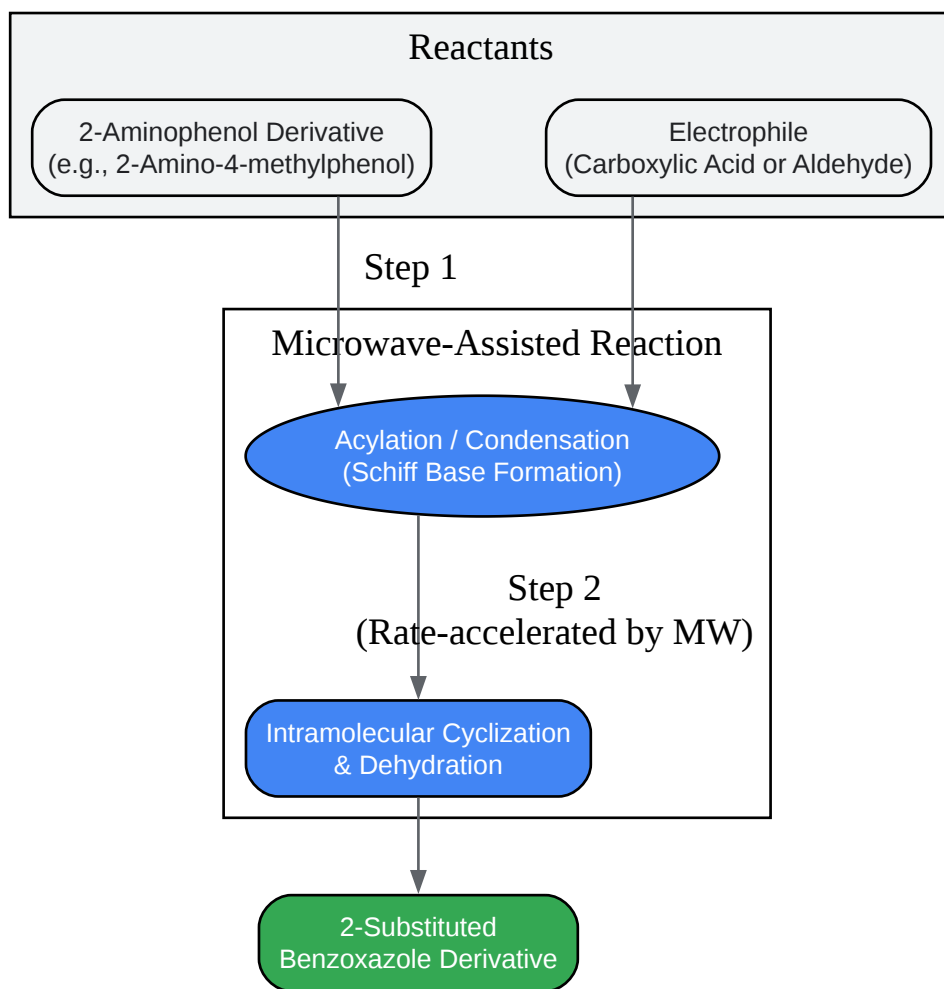 Reactants
2-Aminophenol Derivative
(e.g., 2-Amino-4-methylphenol)
Electrophile
(Carboxylic Acid or Aldehyde)
Step 1
Microwave-Assisted Reaction
Acylation / Condensation
(Schiff Base Formation)
Step 2
(Rate-accelerated by MW)
Intramolecular Cyclization
& Dehydration
2-Substituted
Benzoxazole Derivative